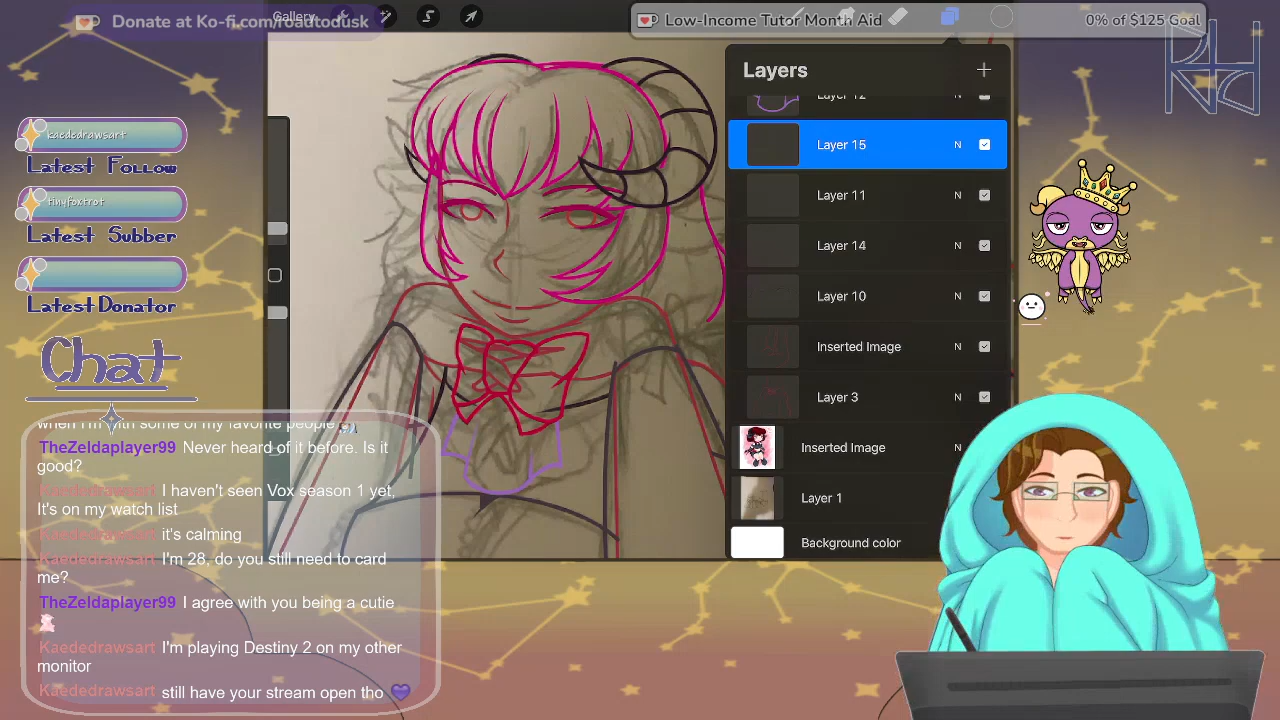 Donate at Ko-fi.com/roadtodusk
Gallery
Low-Income Tutor Month Aid
0% of $125 Goal
Layers
Layer 12
N
Layer 15
N
Layer 11
N
Layer 14
N
Layer 10
N
Inserted Image
N
Layer 3
N
Inserted Image
N
Layer 1
Background color
kaededrawsart
Latest Follow
tinyfoxtrot
Latest Subber
Latest Donator
Chat
when I'm with some of my favorite people
TheZeldaplayer99 Never heard of it before. Is it
good?
Kaededrawsart I haven't seen Vox season 1 yet,
It's on my watch list
Kaededrawsart it's calming
Kaededrawsart I'm 28, do you still need to card
me?
TheZeldaplayer99 I agree with you being a cutie
Kaededrawsart I'm playing Destiny 2 on my other
monitor
Kaededrawsart still have your stream open tho 💜